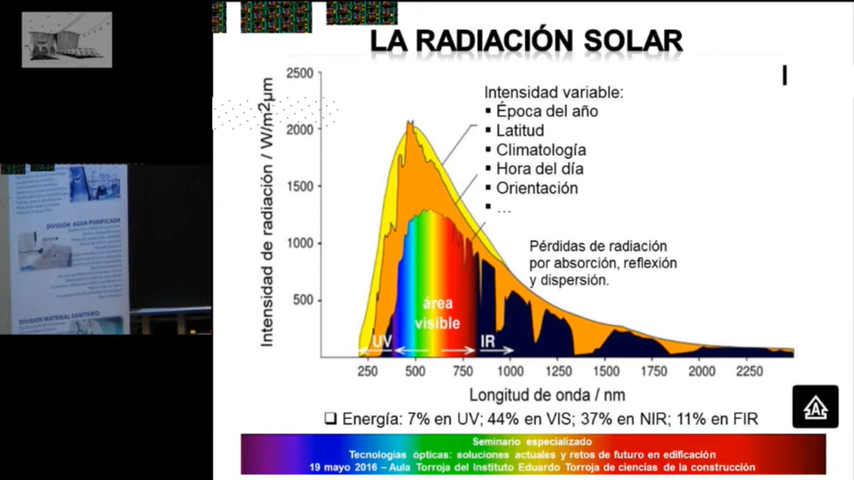 LA RADIACIÓN SOLAR
Intensidad de radiación / W/m2μm
2500
2000
1500
1000
500
Intensidad variable:
▪ Época del año
▪ Latitud
▪ Climatología
▪ Hora del día
▪ Orientación
▪ ...
Pérdidas de radiación
por absorción, reflexión
y dispersión.
área
visible
UV
IR
250 500 750 1000 1250 1500 1750 2000 2250
Longitud de onda / nm
❑ Energía: 7% en UV; 44% en VIS; 37% en NIR; 11% en FIR
Seminario especializado
Tecnologías ópticas: soluciones actuales y retos de futuro en edificación
19 mayo 2016 – Aula Torroja del Instituto Eduardo Torroja de ciencias de la construcción
DIVISIÓN AGUA PURIFICADA
DIVISIÓN MATERIAL SANITARIO